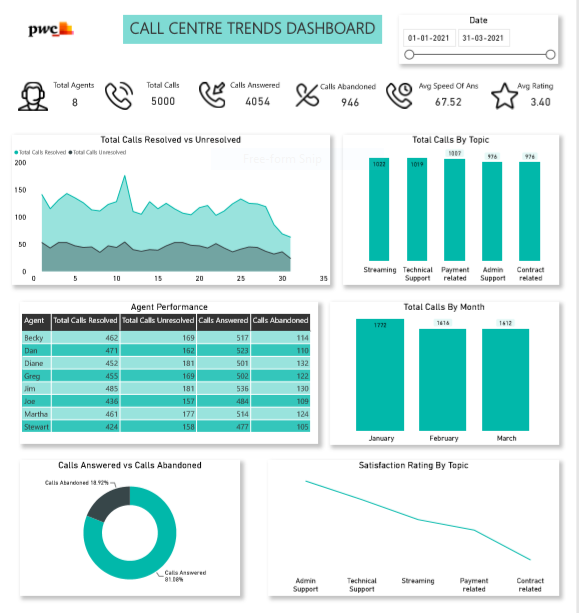 pwc
CALL CENTRE TRENDS DASHBOARD
Date
01-01-2021 31-03-2021
Total Agents
8
Total Calls
5000
Calls Answered
4054
Calls Abandoned
946
Avg Speed Of Ans
67.52
Avg Rating
3.40
Total Calls Resolved vs Unresolved
Total Calls Resolved Total Calls Unresolved
200
150
100
50
0
0 5 10 15 20 25 30 35
Total Calls By Topic
1022 1019 1007 976 976
Streaming Technical Support Payment related Admin Support Contract related
Agent Performance
Agent Total Calls Resolved Total Calls Unresolved Calls Answered Calls Abandoned
Becky 462 169 517 114
Dan 471 162 523 110
Diane 452 181 501 132
Greg 455 169 502 122
Jim 485 181 536 130
Joe 436 157 484 109
Martha 461 177 514 124
Stewart 424 158 477 105
Total Calls By Month
1772 1616 1612
January February March
Calls Answered vs Calls Abandoned
Calls Abandoned 18.92%
Calls Answered
81.08%
Satisfaction Rating By Topic
Admin Support Technical Support Streaming Payment related Contract related